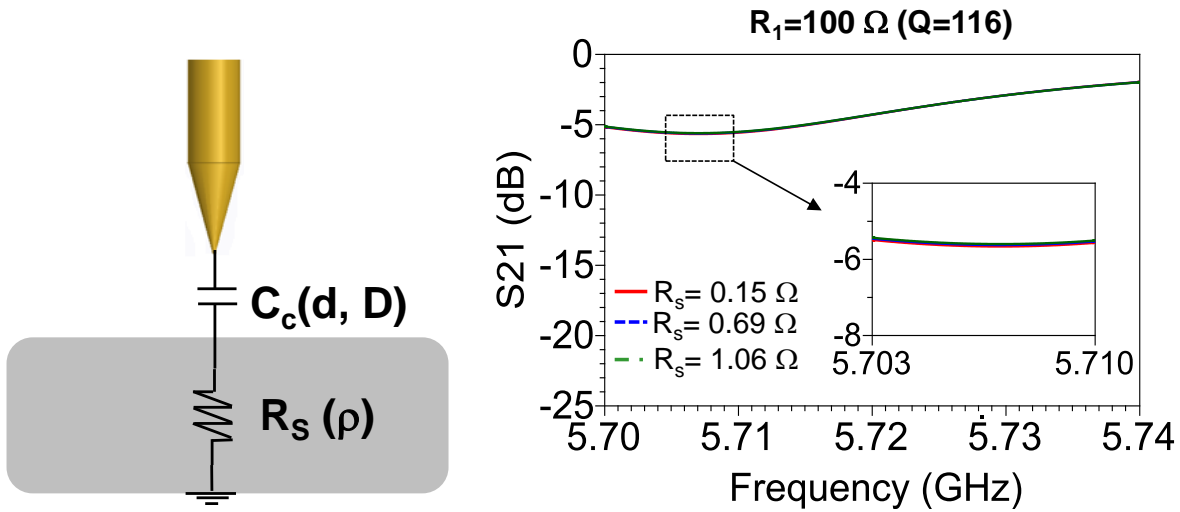 C_c(d, D)
R_S (ρ)
R_1=100 Ω (Q=116)
S21 (dB)
0
-5
-10
-15
-20
-25
5.70 5.71 5.72 5.73 5.74
Frequency (GHz)
R_s= 0.15 Ω
R_s= 0.69 Ω
R_s= 1.06 Ω
-4
-6
-8
5.703 5.710